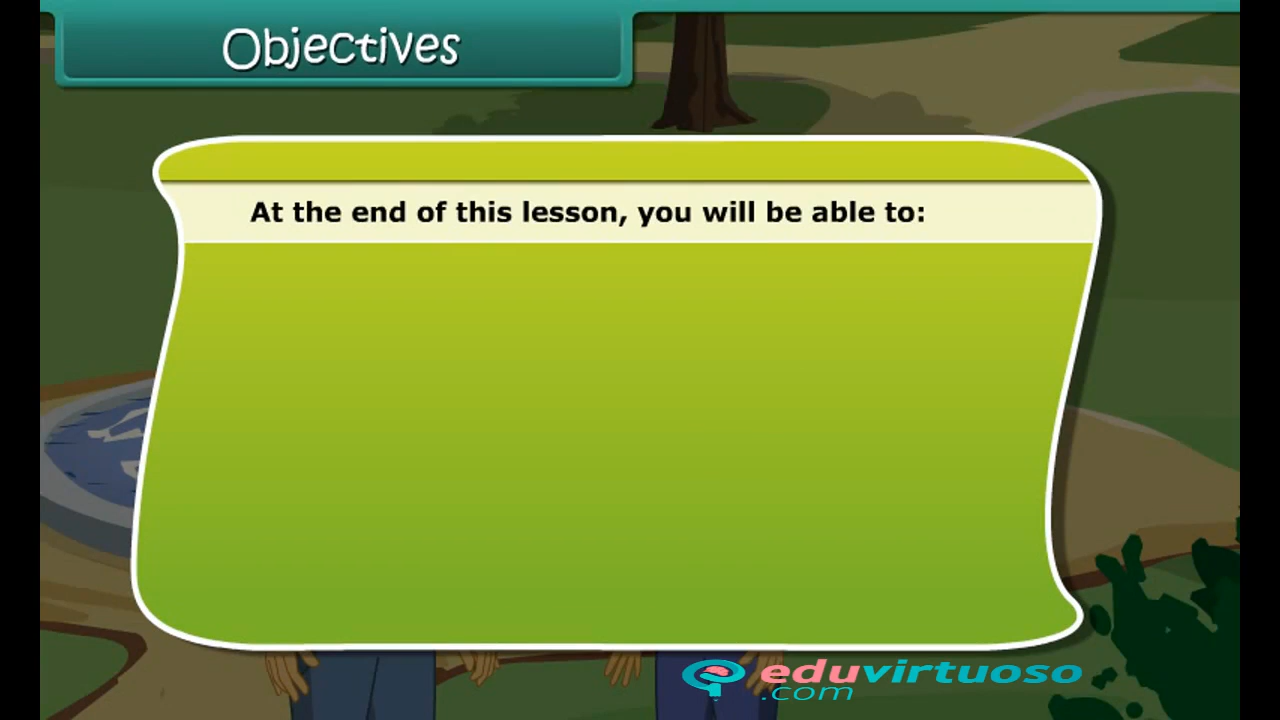 Objectives
At the end of this lesson, you will be able to:
eduvirtuoso
.com